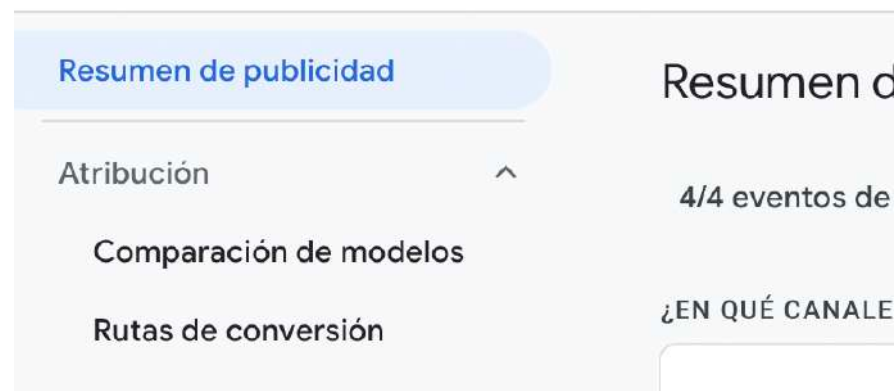 Resumen de publicidad
Atribución
Comparación de modelos
Rutas de conversión
Resumen d
4/4 eventos de
¿EN QUÉ CANALE